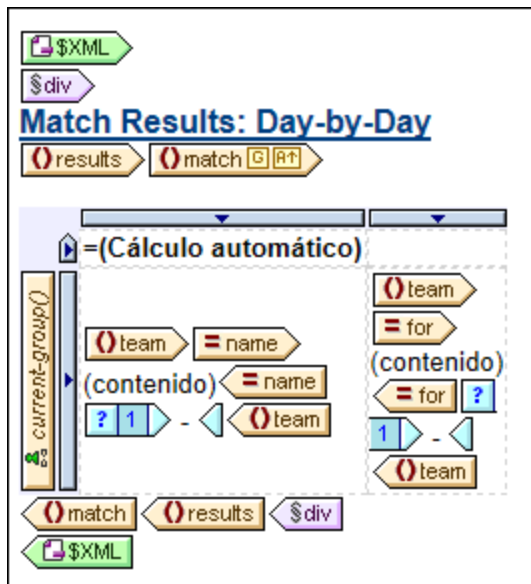 $XML
§div
Match Results: Day-by-Day
() results () match G A↑
=(Cálculo automático)
current-group()
() team = name
(contenido) = name
? 1 - () team
() team
= for
(contenido)
= for ?
1 -
() team
() match () results §div
$XML